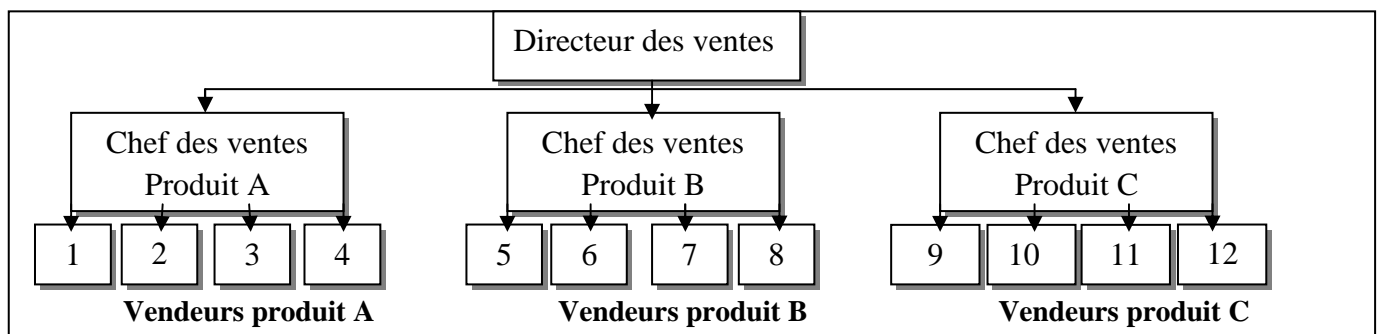 Directeur des ventes
Chef des ventes
Produit A
Chef des ventes
Produit B
Chef des ventes
Produit C
1 2 3 4
5 6 7 8
9 10 11 12
Vendeurs produit A
Vendeurs produit B
Vendeurs produit C